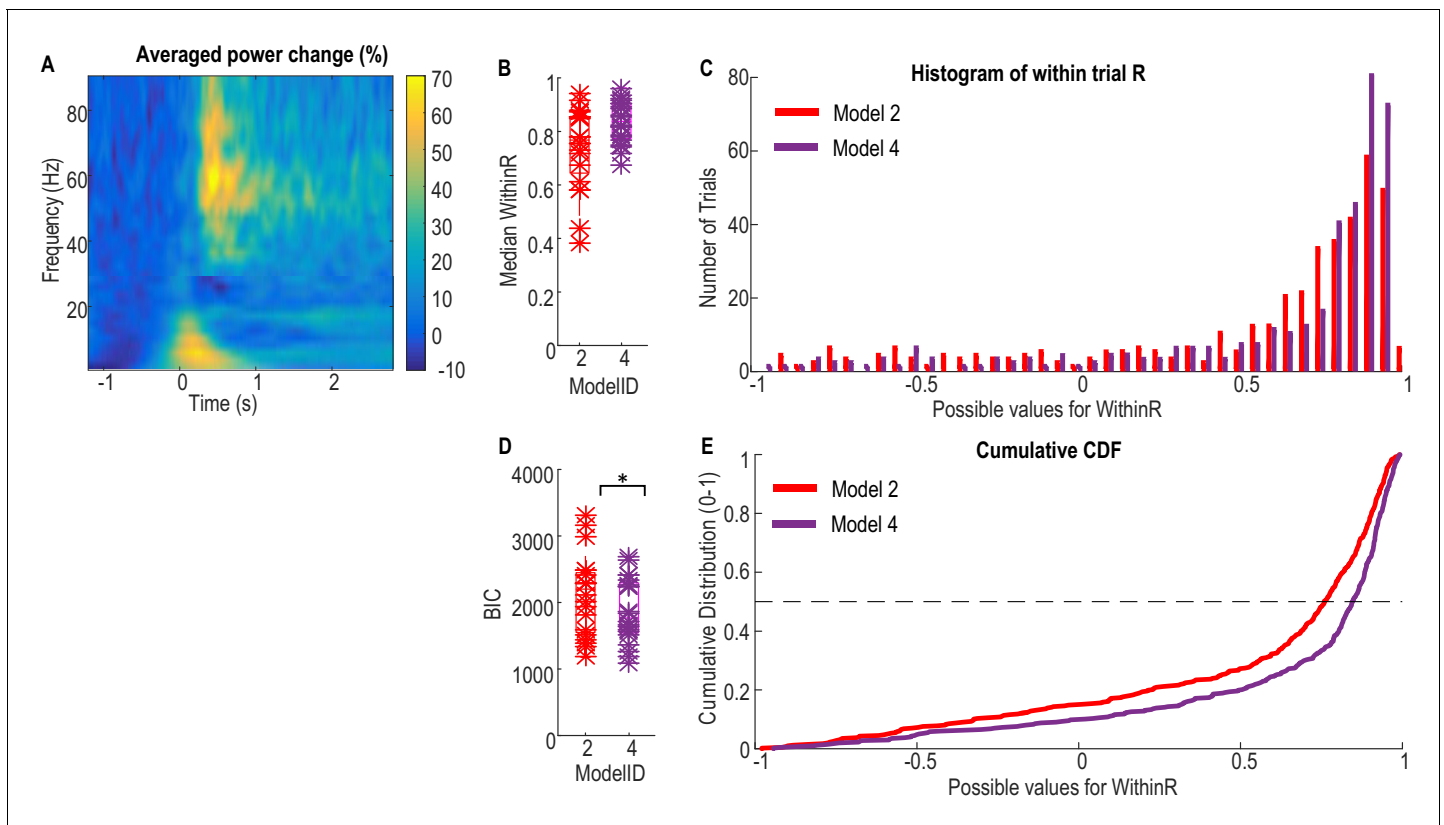 A
Averaged power change (%)
80
60
40
20
Frequency (Hz)
-1
0
1
2
Time (s)
70
60
50
40
30
20
10
0
-10
B
1
0.8
0.6
0.4
0.2
0
Median WithinR
2 4
ModelID
C
Histogram of within trial R
Model 2
Model 4
80
60
40
20
0
Number of Trials
-1 -0.5 0 0.5 1
Possible values for WithinR
D
*
4000
3000
2000
1000
0
BIC
2 4
ModelID
E
Cumulative CDF
Model 2
Model 4
1
0.8
0.6
0.4
0.2
0
Cumulative Distribution (0-1)
-1 -0.5 0 0.5 1
Possible values for WithinR